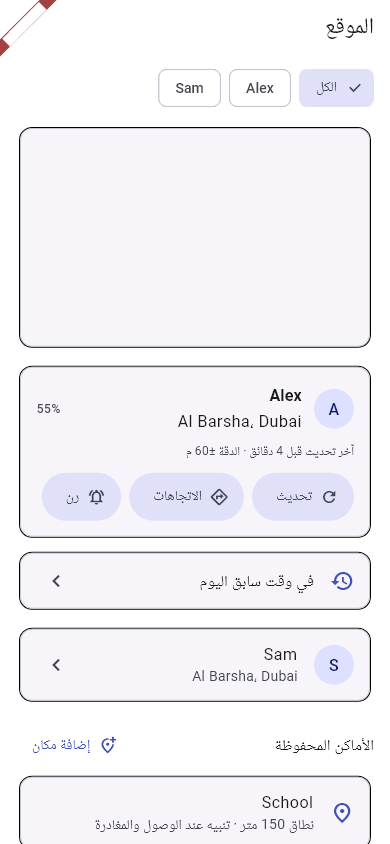 الموقع
الكل
Alex
Sam
Alex
55%
Al Barsha, Dubai
آخر تحديث قبل 4 دقائق · الدقة ±60 م
تحديث
الاتجاهات
رن
في وقت سابق اليوم
Sam
Al Barsha, Dubai
الأماكن المحفوظة
إضافة مكان
School
نطاق 150 متر · تنبيه عند الوصول والمغادرة
A
S